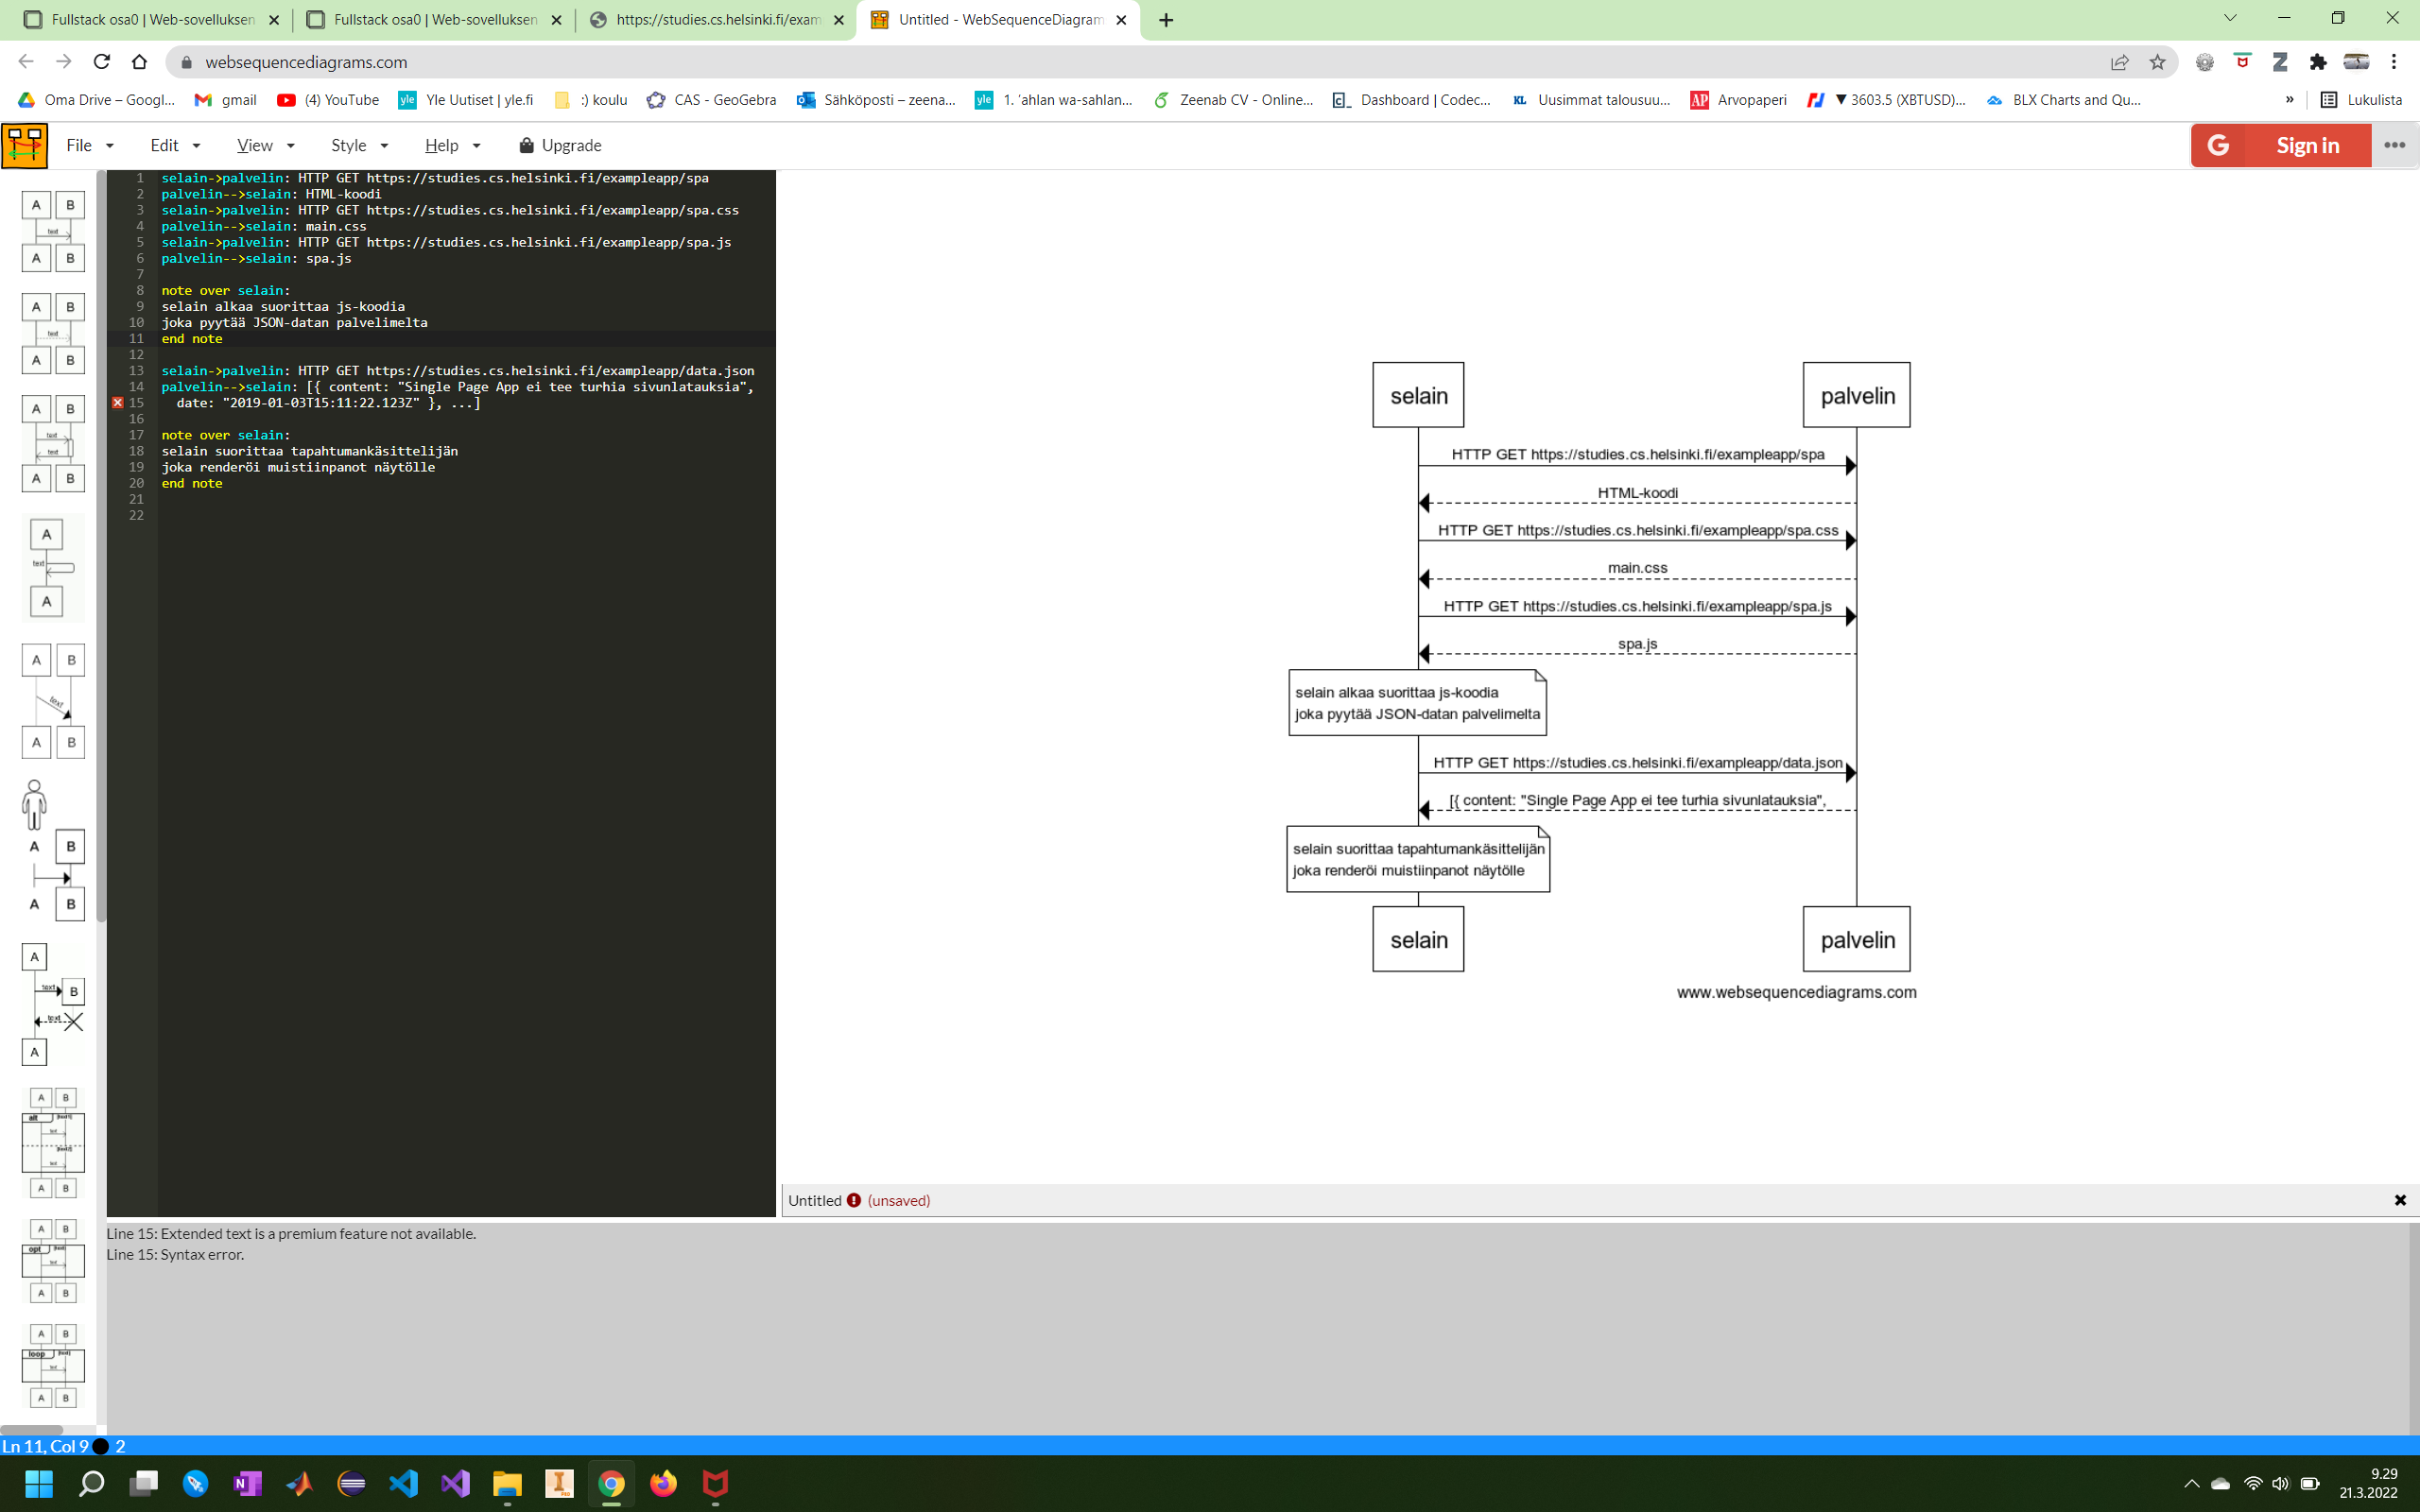 Fullstack osa0 | Web-sovelluksen
Fullstack osa0 | Web-sovelluksen
https://studies.cs.helsinki.fi/exam
Untitled - WebSequenceDiagram
websequencediagrams.com
Oma Drive – Googl...
gmail
(4) YouTube
Yle Uutiset | yle.fi
:) koulu
CAS - GeoGebra
Sähköposti – zeena...
1. 'ahlan wa-sahlan...
Zeenab CV - Online...
Dashboard | Codec...
Uusimmat talousuu...
Arvopaperi
▼ 3603.5 (XBTUSD)...
BLX Charts and Qu...
»
Lukulista
File
Edit
View
Style
Help
Upgrade
G Sign in
1 selain->palvelin: HTTP GET https://studies.cs.helsinki.fi/exampleapp/spa
2 palvelin-->selain: HTML-koodi
3 selain->palvelin: HTTP GET https://studies.cs.helsinki.fi/exampleapp/spa.css
4 palvelin-->selain: main.css
5 selain->palvelin: HTTP GET https://studies.cs.helsinki.fi/exampleapp/spa.js
6 palvelin-->selain: spa.js
7
8 note over selain:
9 selain alkaa suorittaa js-koodia
10 joka pyytää JSON-datan palvelimelta
11 end note
12
13 selain->palvelin: HTTP GET https://studies.cs.helsinki.fi/exampleapp/data.json
14 palvelin-->selain: [{ content: "Single Page App ei tee turhia sivunlatauksia",
15 date: "2019-01-03T15:11:22.123Z" }, ...]
16
17 note over selain:
18 selain suorittaa tapahtumankäsittelijän
19 joka renderöi muistiinpanot näytölle
20 end note
21
22
selain
palvelin
HTTP GET https://studies.cs.helsinki.fi/exampleapp/spa
HTML-koodi
HTTP GET https://studies.cs.helsinki.fi/exampleapp/spa.css
main.css
HTTP GET https://studies.cs.helsinki.fi/exampleapp/spa.js
spa.js
selain alkaa suorittaa js-koodia
joka pyytää JSON-datan palvelimelta
HTTP GET https://studies.cs.helsinki.fi/exampleapp/data.json
[{ content: "Single Page App ei tee turhia sivunlatauksia",
selain suorittaa tapahtumankäsittelijän
joka renderöi muistiinpanot näytölle
selain
palvelin
www.websequencediagrams.com
A B
text
A B
A B
text
A B
A B
text
text
A B
A
text
A
A B
text
A B
A B
A B
A
text B
text
A
A B
alt
text
text
A B
A B
opt
text
A B
A B
loop
text
A B
Untitled (unsaved)
Line 15: Extended text is a premium feature not available.
Line 15: Syntax error.
Ln 11, Col 9 2
9.29
21.3.2022